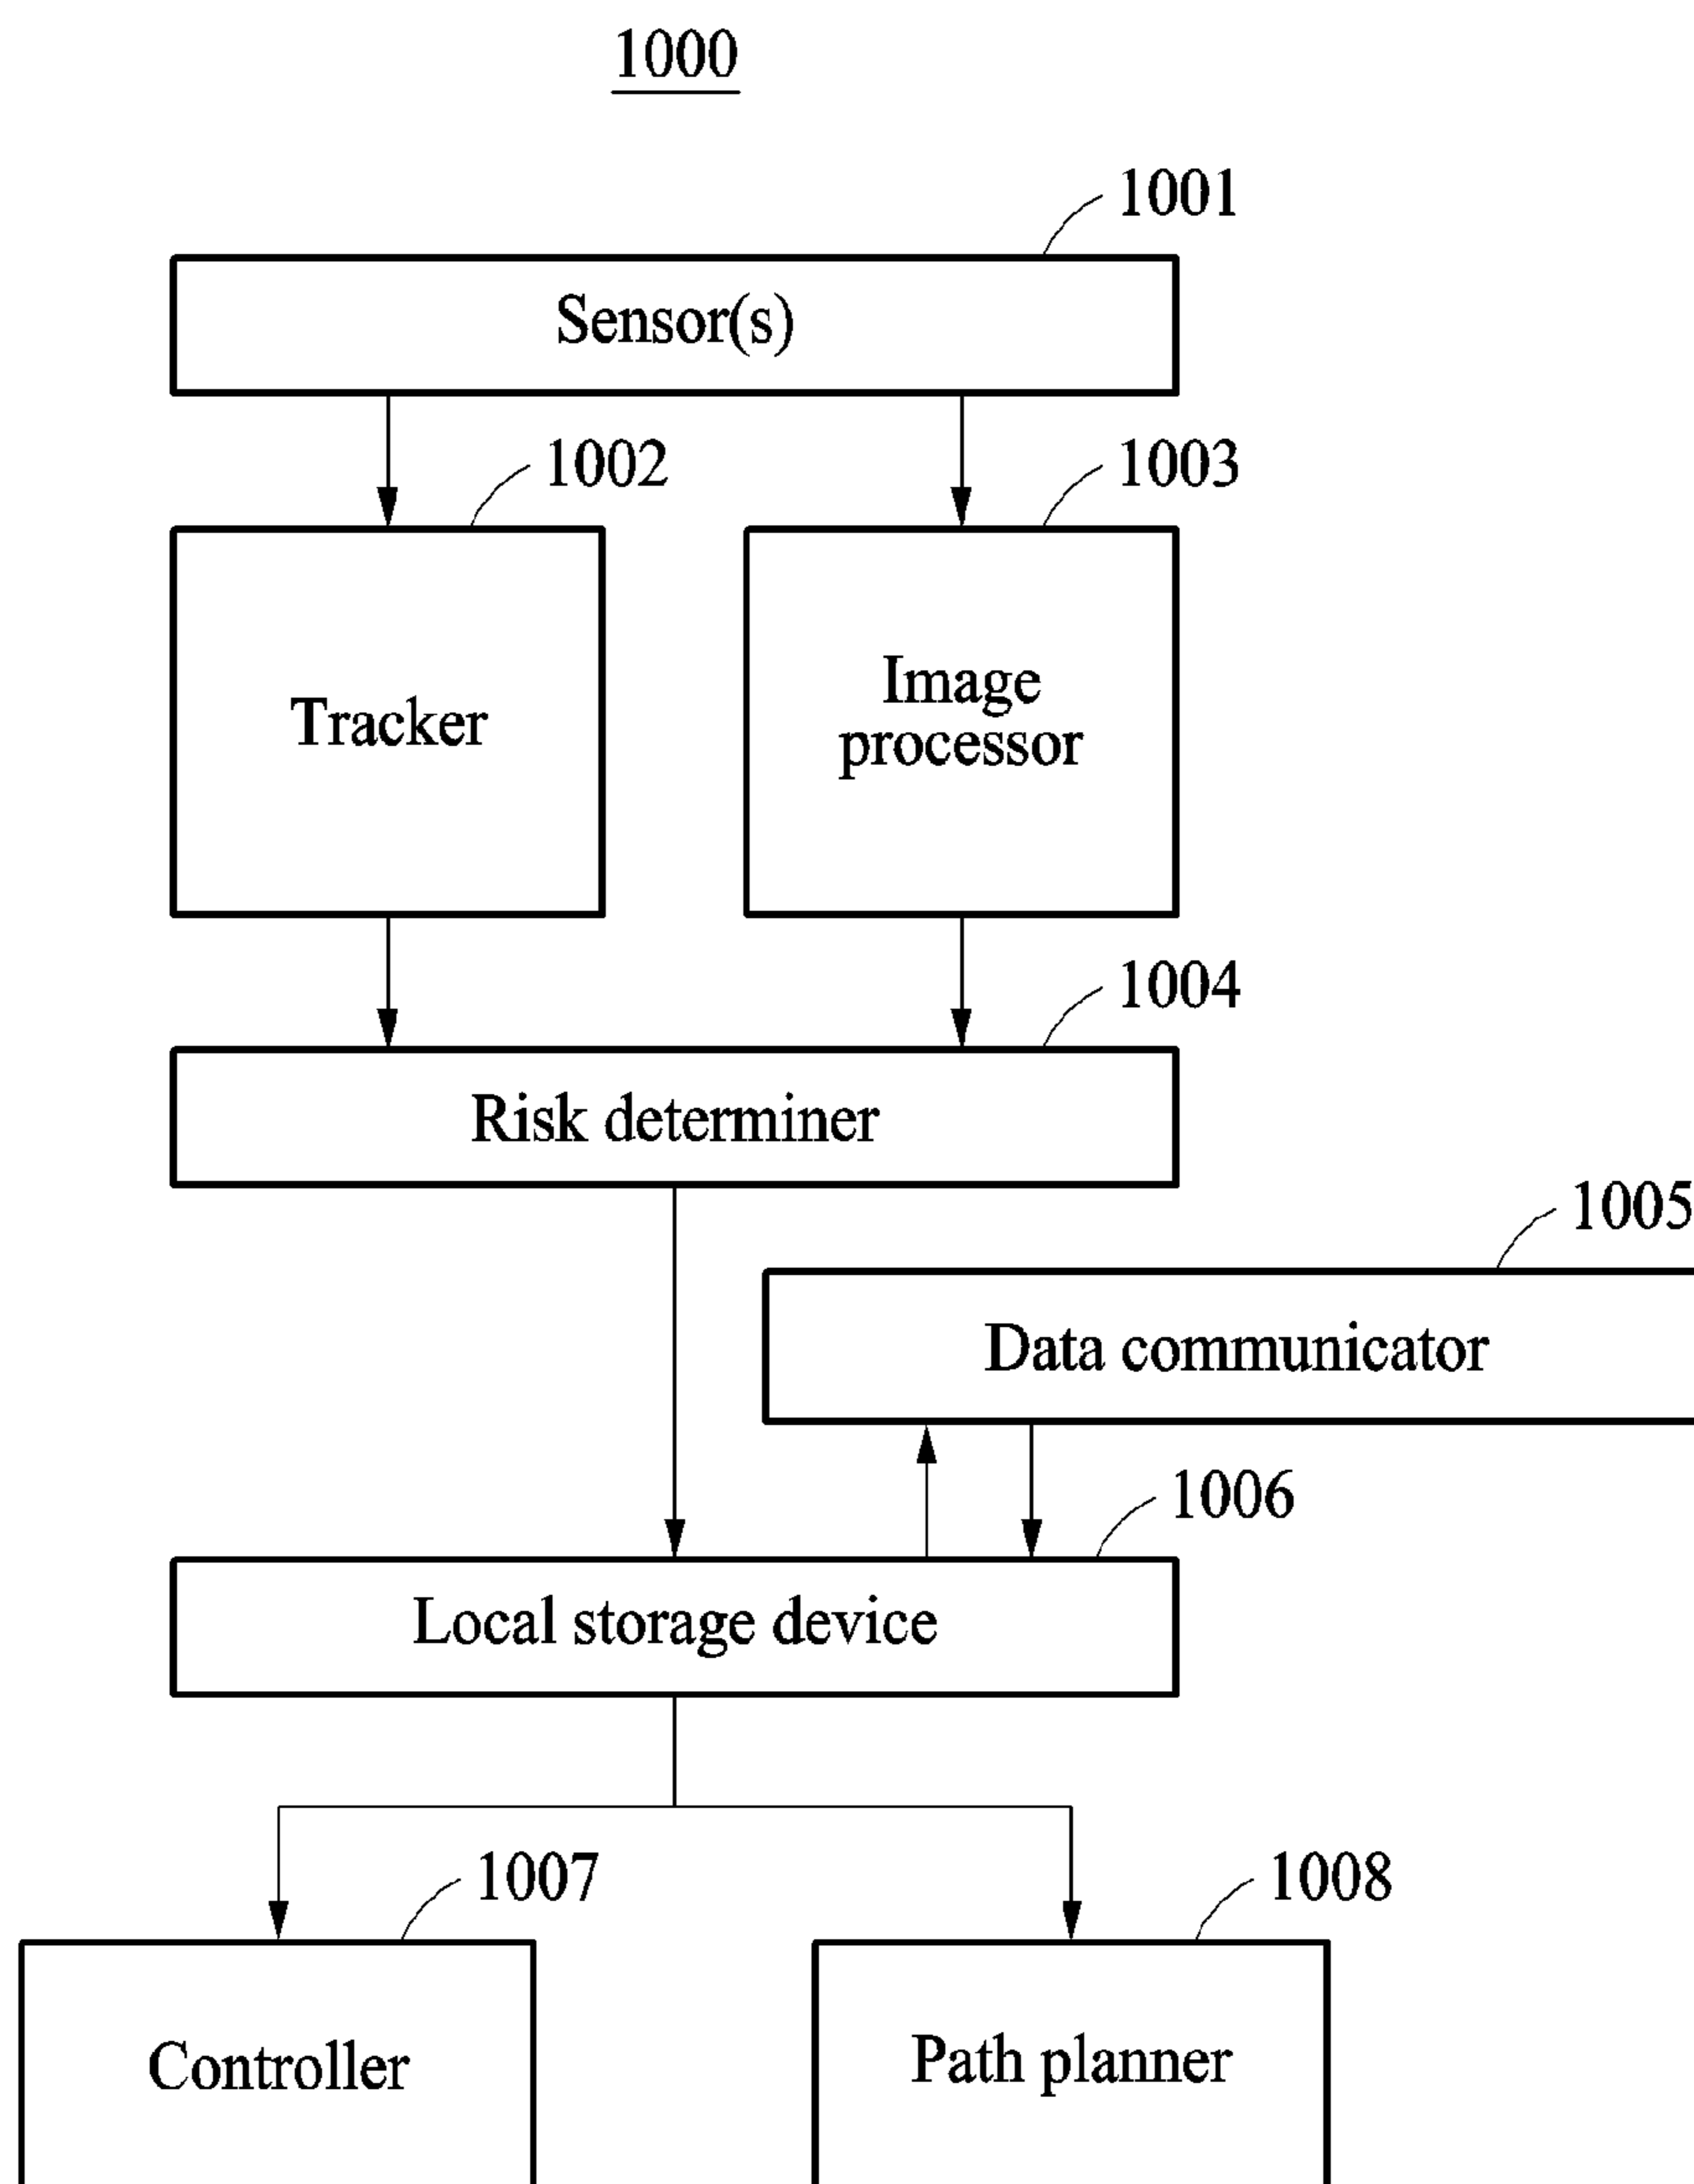 1000
1001
Sensor(s)
1002
1003
Tracker
Image
processor
1004
Risk determiner
1005
Data communicator
1006
Local storage device
1007
1008
Controller
Path planner